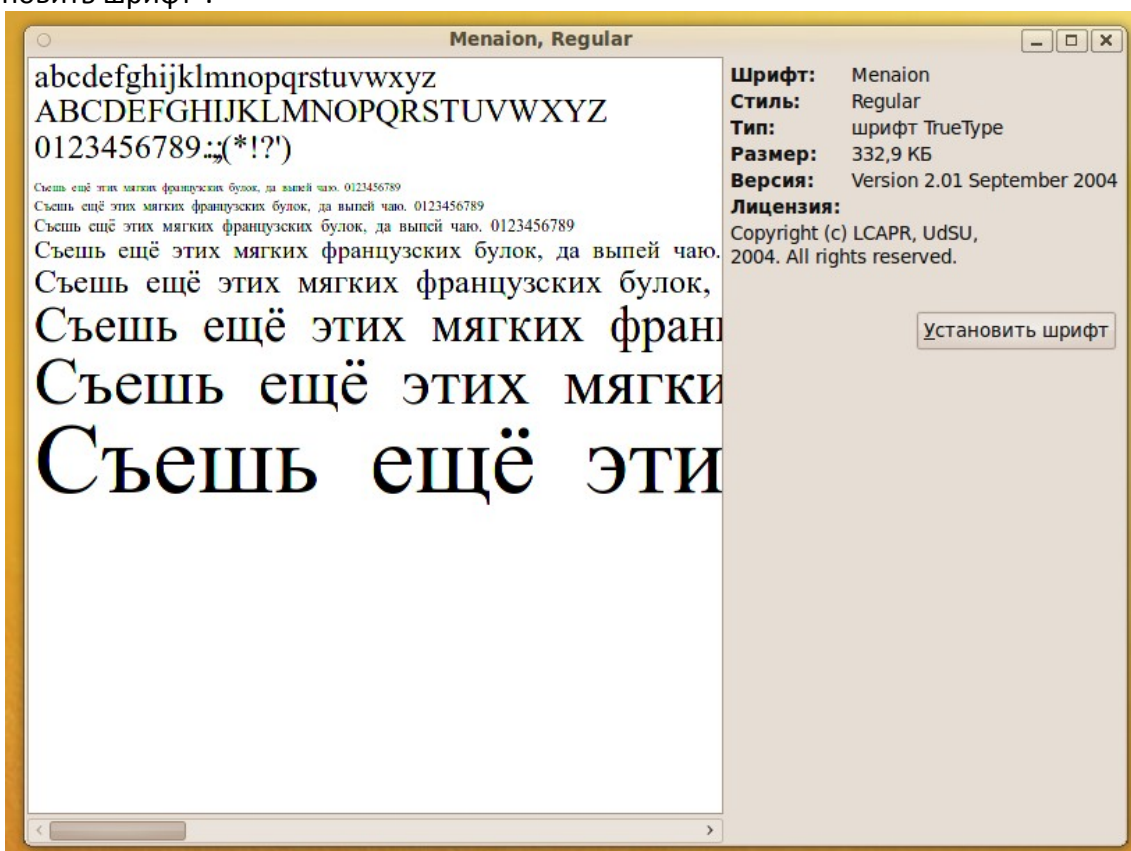 новить шрифт".
Menaion, Regular
abcdefghijklmnopqrstuvwxyz
ABCDEFGHIJKLMNOPQRSTUVWXYZ
0123456789.:,;(*!?')
Съешь ещё этих мягких французских булок, да выпей чаю. 0123456789
Съешь ещё этих мягких французских булок, да выпей чаю. 0123456789
Съешь ещё этих мягких французских булок, да выпей чаю. 0123456789
Съешь ещё этих мягких французских булок, да выпей чаю.
Съешь ещё этих мягких французских булок,
Съешь ещё этих мягких фран
Съешь ещё этих мягки
Съешь ещё эти
Шрифт: Menaion
Стиль: Regular
Тип: шрифт TrueType
Размер: 332,9 КБ
Версия: Version 2.01 September 2004
Лицензия:
Copyright (c) LCAPR, UdSU,
2004. All rights reserved.
Установить шрифт